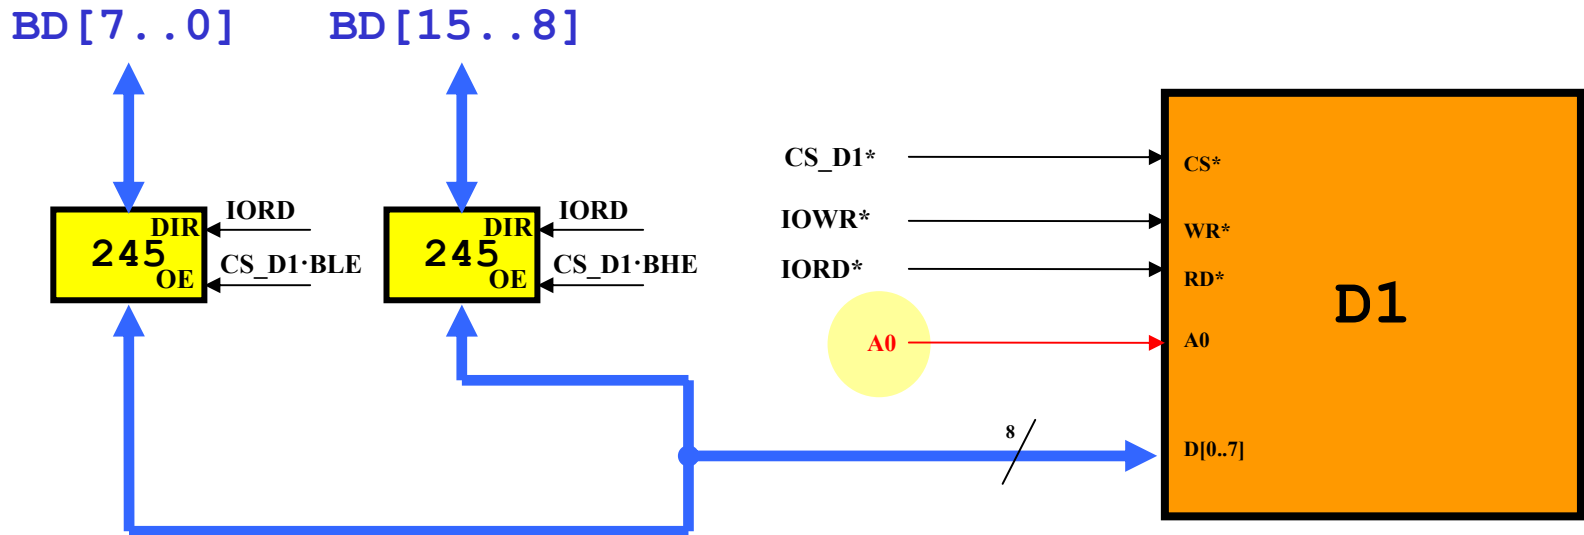 BD[7..0]
BD[15..8]
IORD
DIR
245
CS_D1·BLE
OE
IORD
DIR
245
CS_D1·BHE
OE
CS_D1*
IOWR*
IORD*
A0
8
CS*
WR*
RD*
D1
A0
D[0..7]